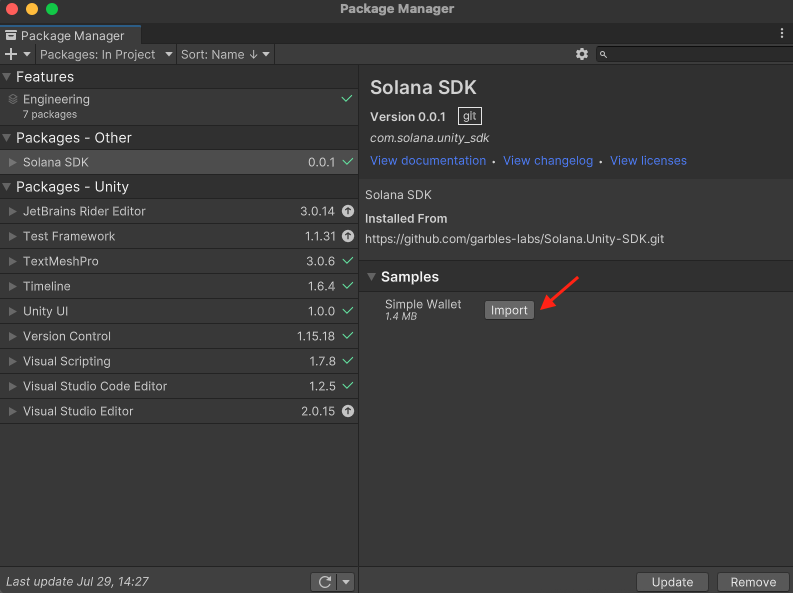 Package Manager
Package Manager
Packages: In Project
Sort: Name ↓
Features
Engineering
7 packages
Packages - Other
Solana SDK 0.0.1
Packages - Unity
JetBrains Rider Editor 3.0.14
Test Framework 1.1.31
TextMeshPro 3.0.6
Timeline 1.6.4
Unity UI 1.0.0
Version Control 1.15.18
Visual Scripting 1.7.8
Visual Studio Code Editor 1.2.5
Visual Studio Editor 2.0.15
Last update Jul 29, 14:27
Solana SDK
Version 0.0.1 git
com.solana.unity_sdk
View documentation • View changelog • View licenses
Solana SDK
Installed From
https://github.com/garbles-labs/Solana.Unity-SDK.git
Samples
Simple Wallet Import
1.4 MB
Update Remove